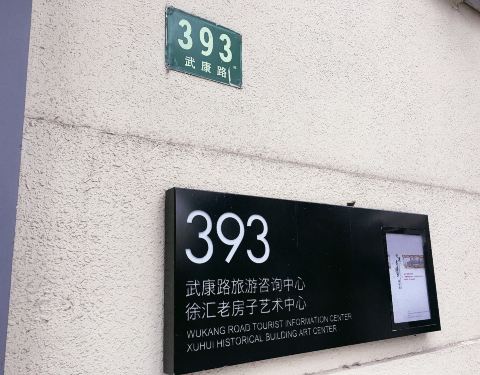 393
武康路
393
武康路旅游咨询中心
徐汇老房子艺术中心
WUKANG ROAD TOURIST INFORMATION CENTER
XUHUI HISTORICAL BUILDING ART CENTER